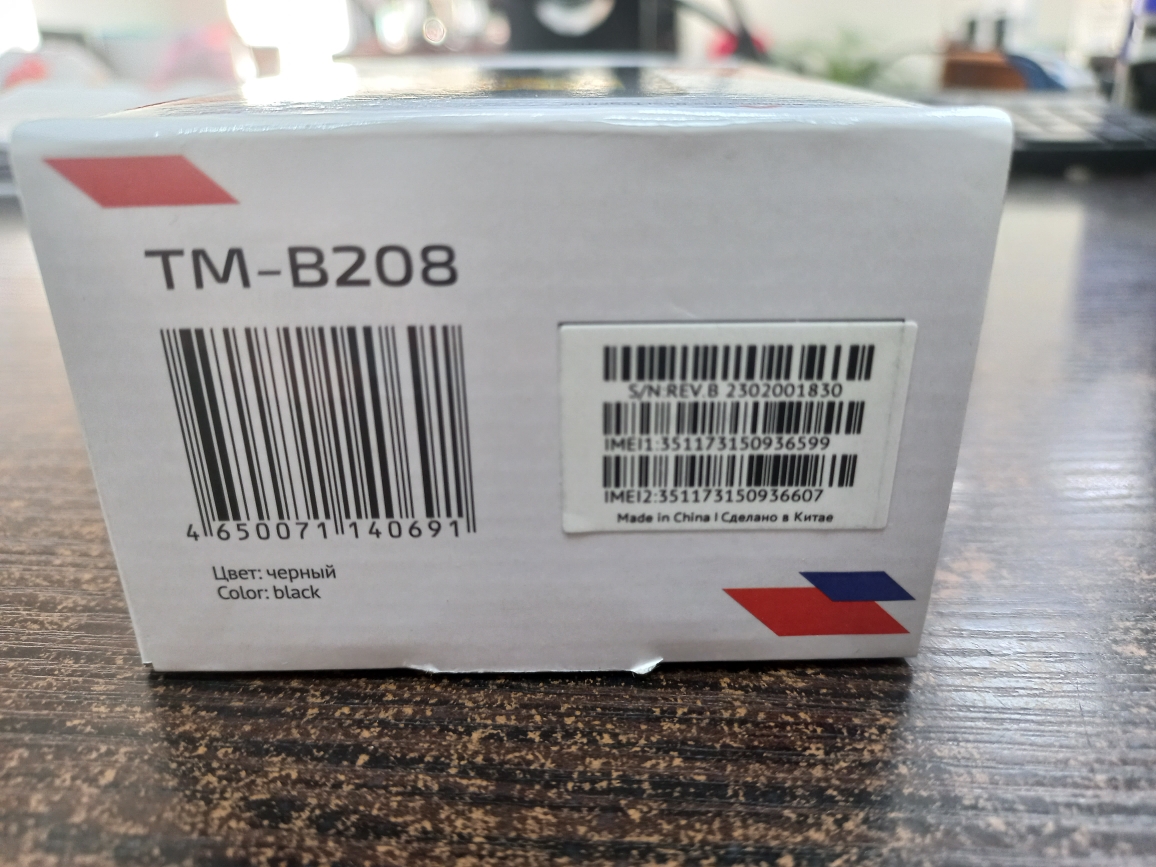 TM-B208
4 650071 140691
Цвет: черный
Color: black
S/N:REV.B 2302001830
IMEI1:351173150936599
IMEI2:351173150936607
Made in China I Сделано в Китае